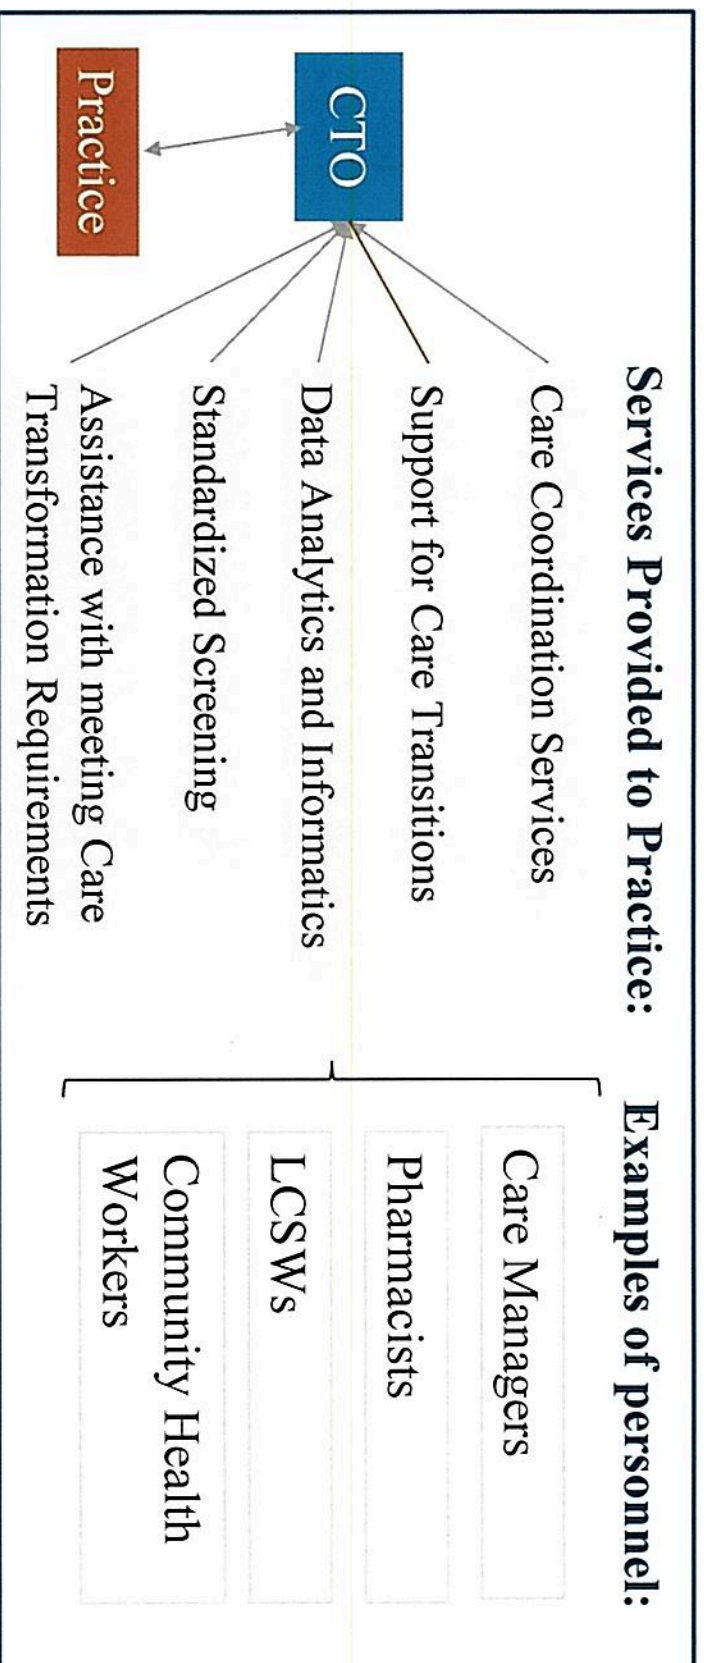 Services Provided to Practice:
Examples of personnel:
CTO
Practice
Care Coordination Services
Support for Care Transitions
Data Analytics and Informatics
Standardized Screening
Assistance with meeting Care
Transformation Requirements
Care Managers
Pharmacists
LCSWs
Community Health
Workers